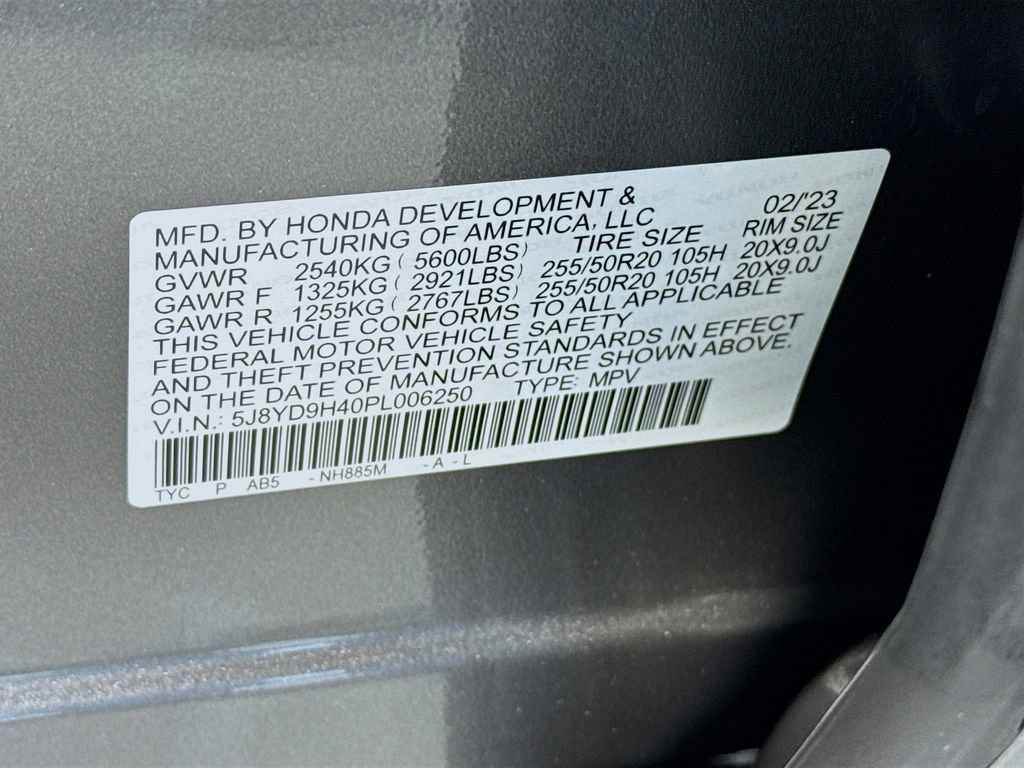 MFD. BY HONDA DEVELOPMENT & 02/'23
MANUFACTURING OF AMERICA, LLC
GVWR 2540KG ( 5600LBS) TIRE SIZE RIM SIZE
GAWR F 1325KG ( 2921LBS) 255/50R20 105H 20X9.0J
GAWR R 1255KG ( 2767LBS) 255/50R20 105H 20X9.0J
THIS VEHICLE CONFORMS TO ALL APPLICABLE
FEDERAL MOTOR VEHICLE SAFETY
AND THEFT PREVENTION STANDARDS IN EFFECT
ON THE DATE OF MANUFACTURE SHOWN ABOVE.
V.I.N.: 5J8YD9H40PL006250 TYPE: MPV
TYC P AB5 - NH885M - A - L